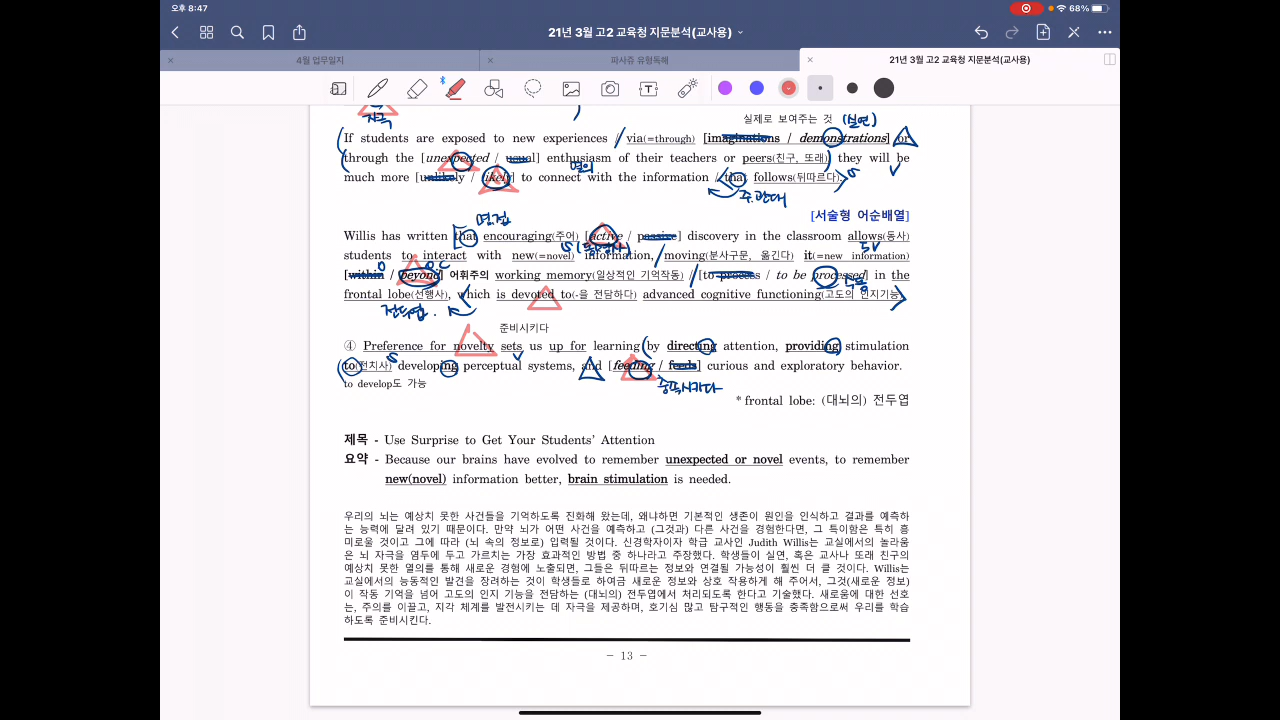 오후 8:47
68%
21년 3월 고2 교육청 지문분석(교사용)
4월 업무일지
파사쥬 유형독해
21년 3월 고2 교육청 지문분석(교사용)
자극
실제로 보여주는 것 (실연)
If students are exposed to new experiences / via(=through) [imaginations / demonstrations] or
through the [unexpected / usual] enthusiasm of their teachers or peers(친구, 또래) they will be
열의
much more [unlikely / likely] to connect with the information / that follows(뒤따르다).
주.관대
[서술형 어순배열]
명.접
Willis has written that encouraging(주어) [active / passive] discovery in the classroom allows(동사)
students to interact with new(=novel) information, moving(분사구문, 옮긴다) it(=new information)
[within / beyond] 어휘주의 working memory(일상적인 기억작동) / [to process / to be processed] in the
수동
frontal lobe(선행사), which is devoted to(-을 전담하다) advanced cognitive functioning(고도의 인지기능).
전두엽.
준비시키다
④ Preference for novelty sets us up for learning by directing attention, providing stimulation
to(전치사) developing perceptual systems, and [feeding / feeds] curious and exploratory behavior.
to develop도 가능
충족시키다
* frontal lobe: (대뇌의) 전두엽
제목 - Use Surprise to Get Your Students' Attention
요약 - Because our brains have evolved to remember unexpected or novel events, to remember
new(novel) information better, brain stimulation is needed.
우리의 뇌는 예상치 못한 사건들을 기억하도록 진화해 왔는데, 왜냐하면 기본적인 생존이 원인을 인식하고 결과를 예측하
는 능력에 달려 있기 때문이다. 만약 뇌가 어떤 사건을 예측하고 (그것과) 다른 사건을 경험한다면, 그 특이함은 특히 흥
미로울 것이고 그에 따라 (뇌 속의 정보로) 입력될 것이다. 신경학자이자 학급 교사인 Judith Willis는 교실에서의 놀라움
은 뇌 자극을 염두에 두고 가르치는 가장 효과적인 방법 중 하나라고 주장했다. 학생들이 실연, 혹은 교사나 또래 친구의
예상치 못한 열의를 통해 새로운 경험에 노출되면, 그들은 뒤따르는 정보와 연결될 가능성이 훨씬 더 클 것이다. Willis는
교실에서의 능동적인 발견을 장려하는 것이 학생들로 하여금 새로운 정보와 상호 작용하게 해 주어서, 그것(새로운 정보)
이 작동 기억을 넘어 고도의 인지 기능을 전담하는 (대뇌의) 전두엽에서 처리되도록 한다고 기술했다. 새로움에 대한 선호
는, 주의를 이끌고, 지각 체계를 발전시키는 데 자극을 제공하며, 호기심 많고 탐구적인 행동을 충족함으로써 우리를 학습
하도록 준비시킨다.
- 13 -